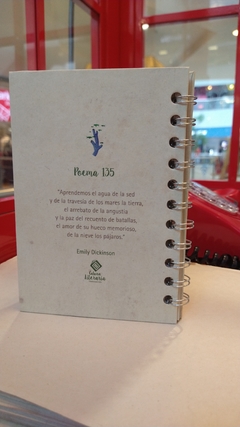 Poema 135
"Aprendemos el agua de la sed
y de la travesía de los mares la tierra,
el arrebato de la angustia
y la paz del recuento de batallas,
el amor de su hueco memorioso,
de la nieve los pájaros."
Emily Dickinson
Literaria